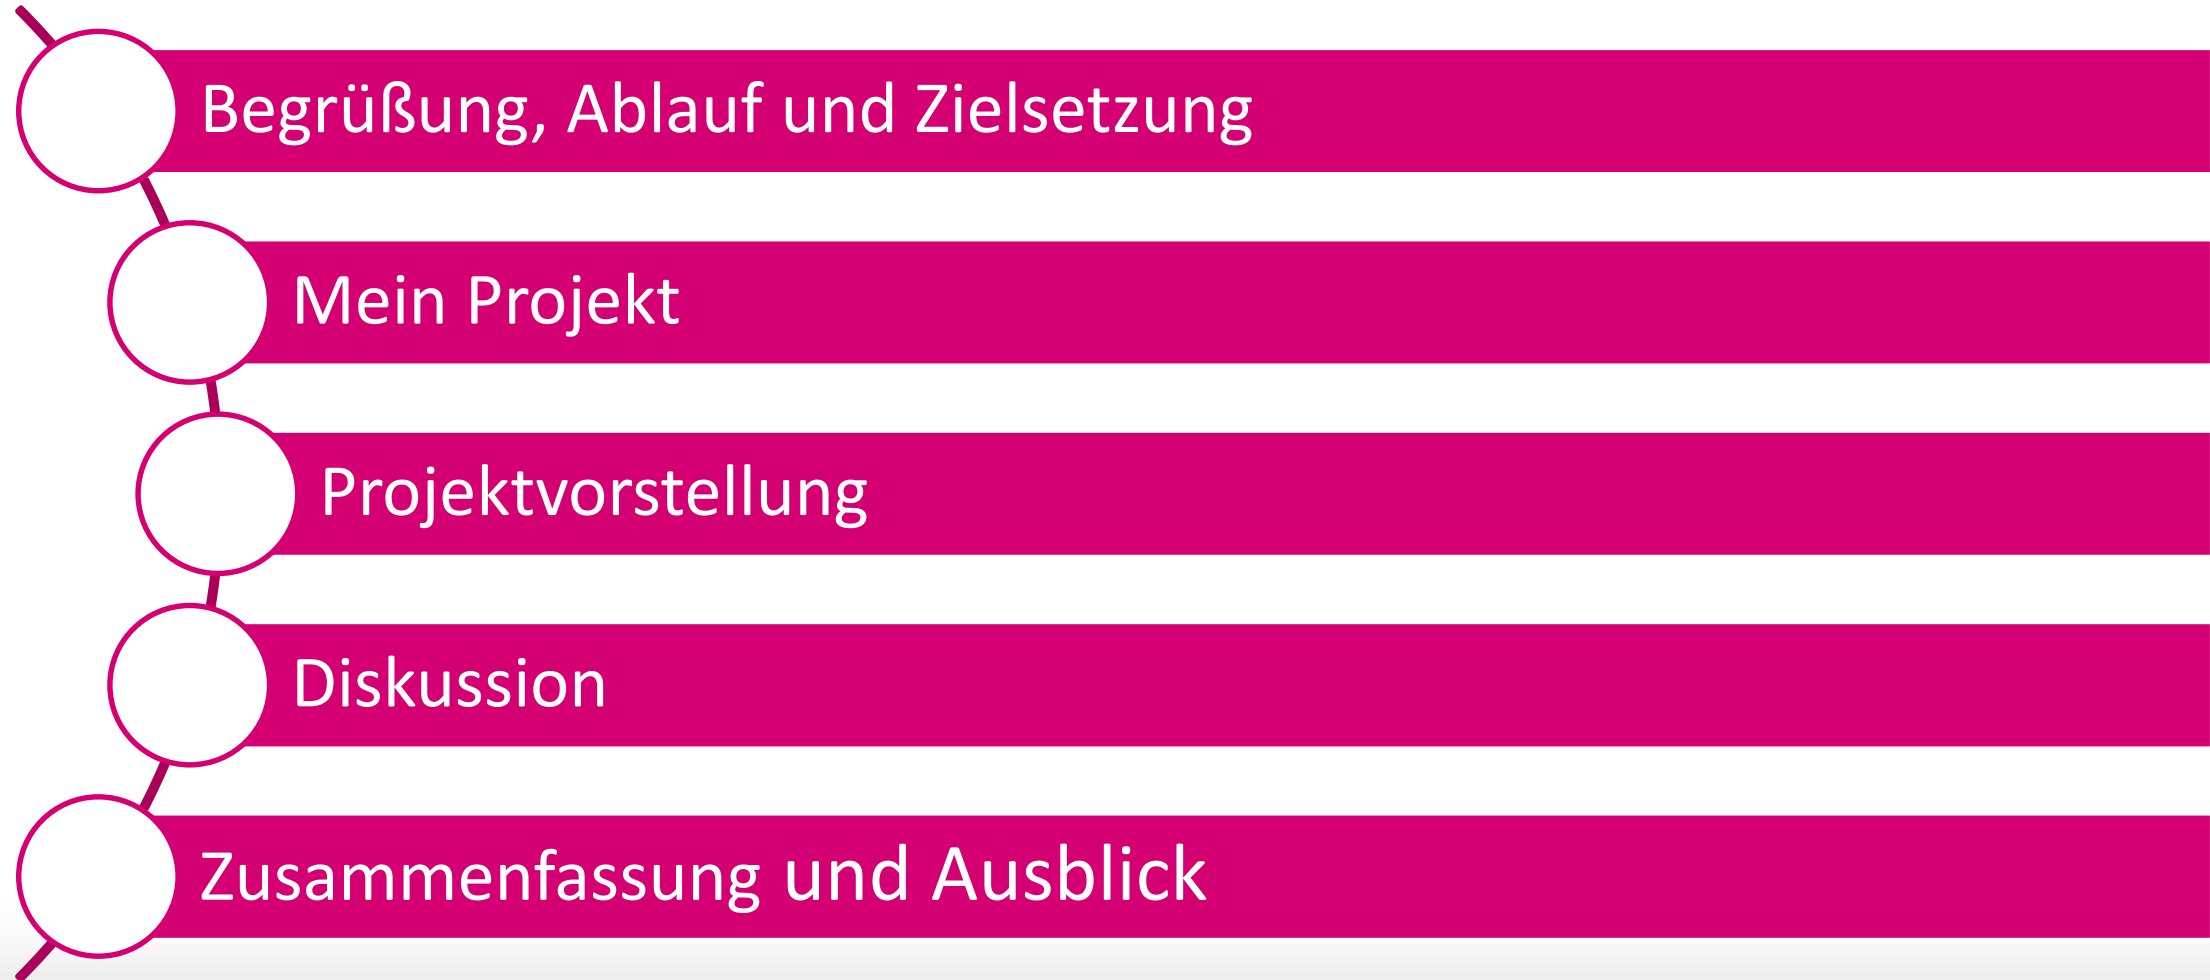 Begrüßung, Ablauf und Zielsetzung
Mein Projekt
Projektvorstellung
Diskussion
Zusammenfassung und Ausblick